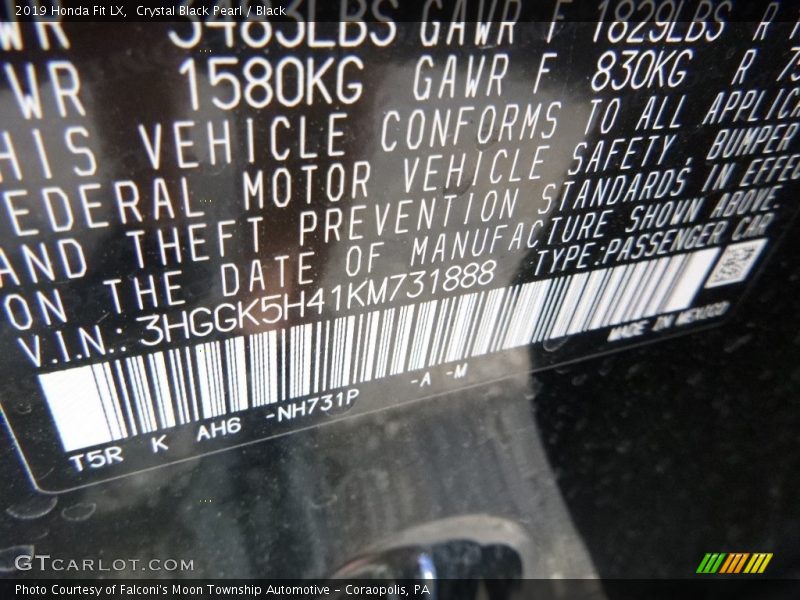 2019 Honda Fit LX,  Crystal Black Pearl / Black
3483LBS GAWR F 1829LBS R
WR 1580KG GAWR F 830KG R
HIS VEHICLE CONFORMS TO ALL APPLIC
EDERAL MOTOR VEHICLE SAFETY, BUMPER
AND THEFT PREVENTION STANDARDS IN EFFE
ON THE DATE OF MANUFACTURE SHOWN ABOVE
V.I.N.: 3HGGK5H41KM731888 TYPE:PASSENGER CAR
MADE IN MEXICO
T5R K AH6 -NH731P -A -M
GTCARLOT.COM
Photo Courtesy of Falconi's Moon Township Automotive – Coraopolis, PA